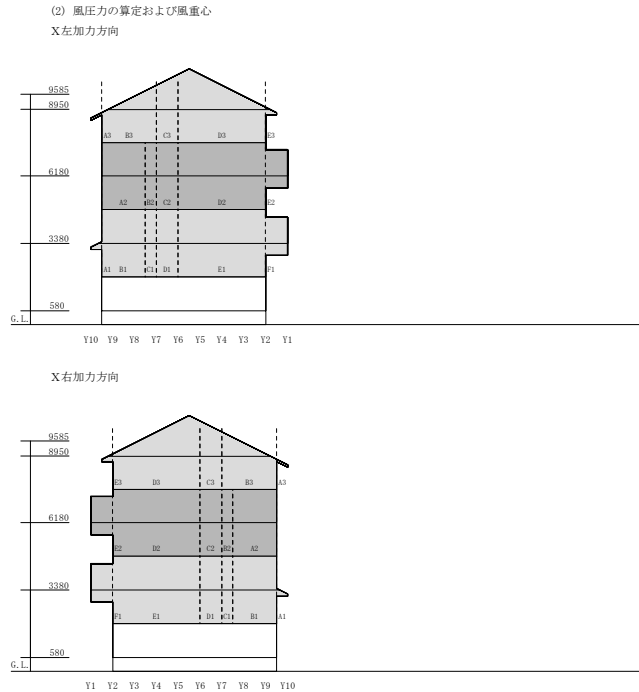 (2) 風圧力の算定および風重心
X左加力方向
9585
8950
A3 B3 C3 D3 E3
6180
A2 B2 C2 D2 E2
3380
A1 B1 C1 D1 E1 F1
580
G.L.
Y10 Y9 Y8 Y7 Y6 Y5 Y4 Y3 Y2 Y1
X右加力方向
9585
8950
E3 D3 C3 B3 A3
6180
E2 D2 C2 B2 A2
3380
F1 E1 D1 C1 B1 A1
580
G.L.
Y1 Y2 Y3 Y4 Y5 Y6 Y7 Y8 Y9 Y10